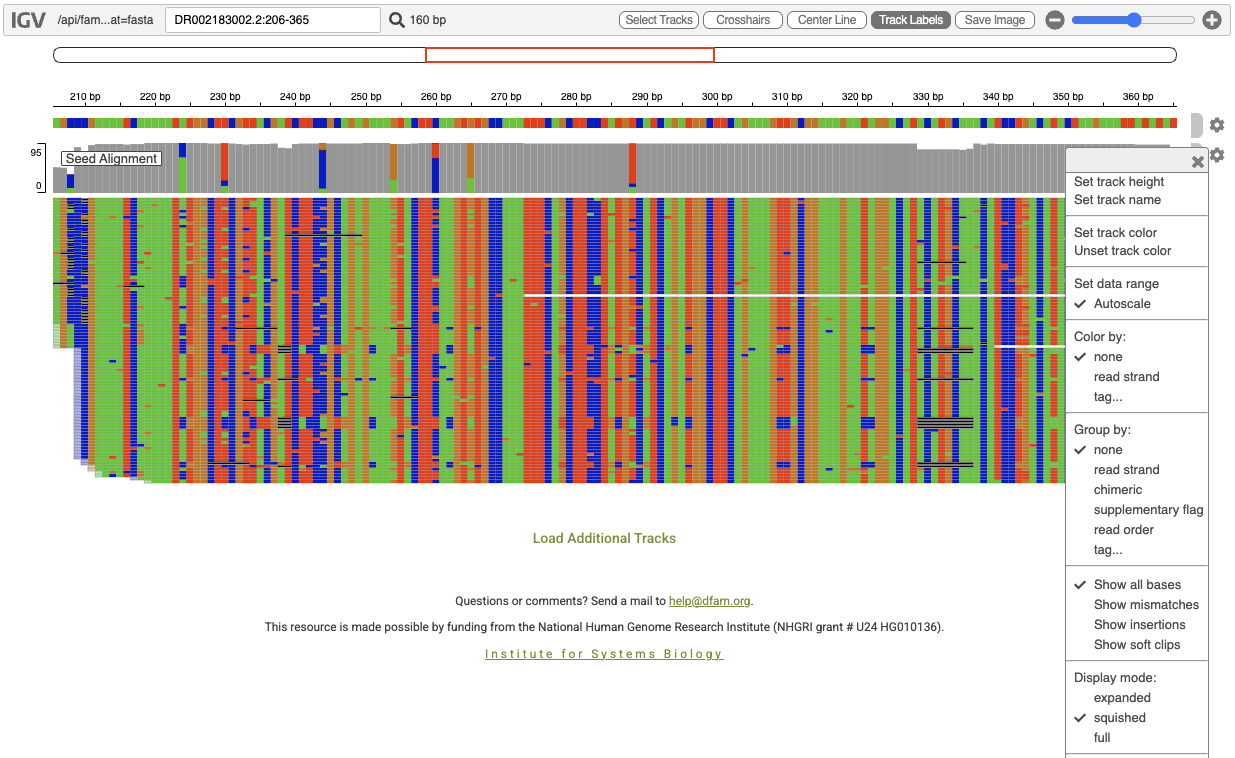 IGV /api/fam...at=fasta DR002183002.2:206-365 160 bp Select Tracks Crosshairs Center Line Track Labels Save Image
210 bp 220 bp 230 bp 240 bp 250 bp 260 bp 270 bp 280 bp 290 bp 300 bp 310 bp 320 bp 330 bp 340 bp 350 bp 360 bp
95
Seed Alignment
0
Set track height
Set track name
Set track color
Unset track color
Set data range
Autoscale
Color by:
none
read strand
tag...
Group by:
none
read strand
chimeric
supplementary flag
read order
tag...
Show all bases
Show mismatches
Show insertions
Show soft clips
Display mode:
expanded
squished
full
Load Additional Tracks
Questions or comments? Send a mail to help@dfam.org.
This resource is made possible by funding from the National Human Genome Research Institute (NHGRI grant # U24 HG010136).
Institute for Systems Biology